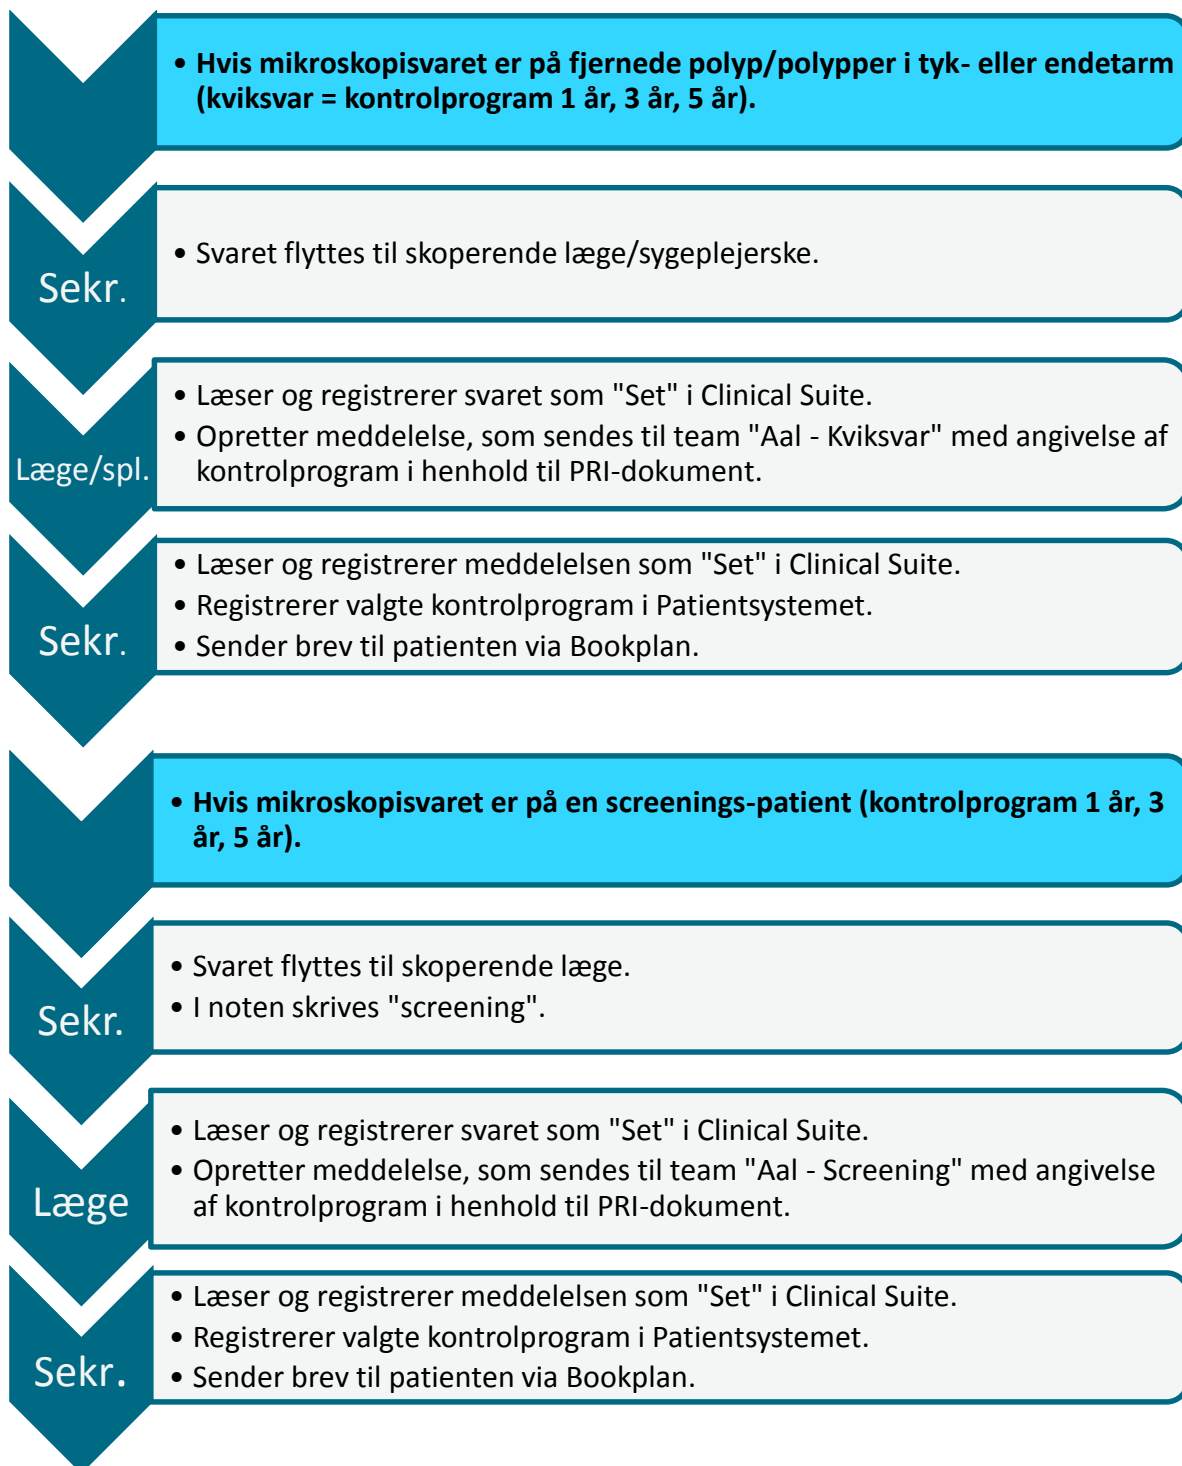 • Hvis mikroskopisvaret er på fjernede polyp/polypper i tyk- eller endetarm
(kviksvar = kontrolprogram 1 år, 3 år, 5 år).
Sekr.
• Svaret flyttes til skoperende læge/sygeplejerske.
Læge/spl.
• Læser og registrerer svaret som "Set" i Clinical Suite.
• Opretter meddelelse, som sendes til team "Aal - Kviksvar" med angivelse af
kontrolprogram i henhold til PRI-dokument.
Sekr.
• Læser og registrerer meddelelsen som "Set" i Clinical Suite.
• Registrerer valgte kontrolprogram i Patientsystemet.
• Sender brev til patienten via Bookplan.
• Hvis mikroskopisvaret er på en screenings-patient (kontrolprogram 1 år, 3
år, 5 år).
Sekr.
• Svaret flyttes til skoperende læge.
• I noten skrives "screening".
Læge
• Læser og registrerer svaret som "Set" i Clinical Suite.
• Opretter meddelelse, som sendes til team "Aal - Screening" med angivelse
af kontrolprogram i henhold til PRI-dokument.
Sekr.
• Læser og registrerer meddelelsen som "Set" i Clinical Suite.
• Registrerer valgte kontrolprogram i Patientsystemet.
• Sender brev til patienten via Bookplan.